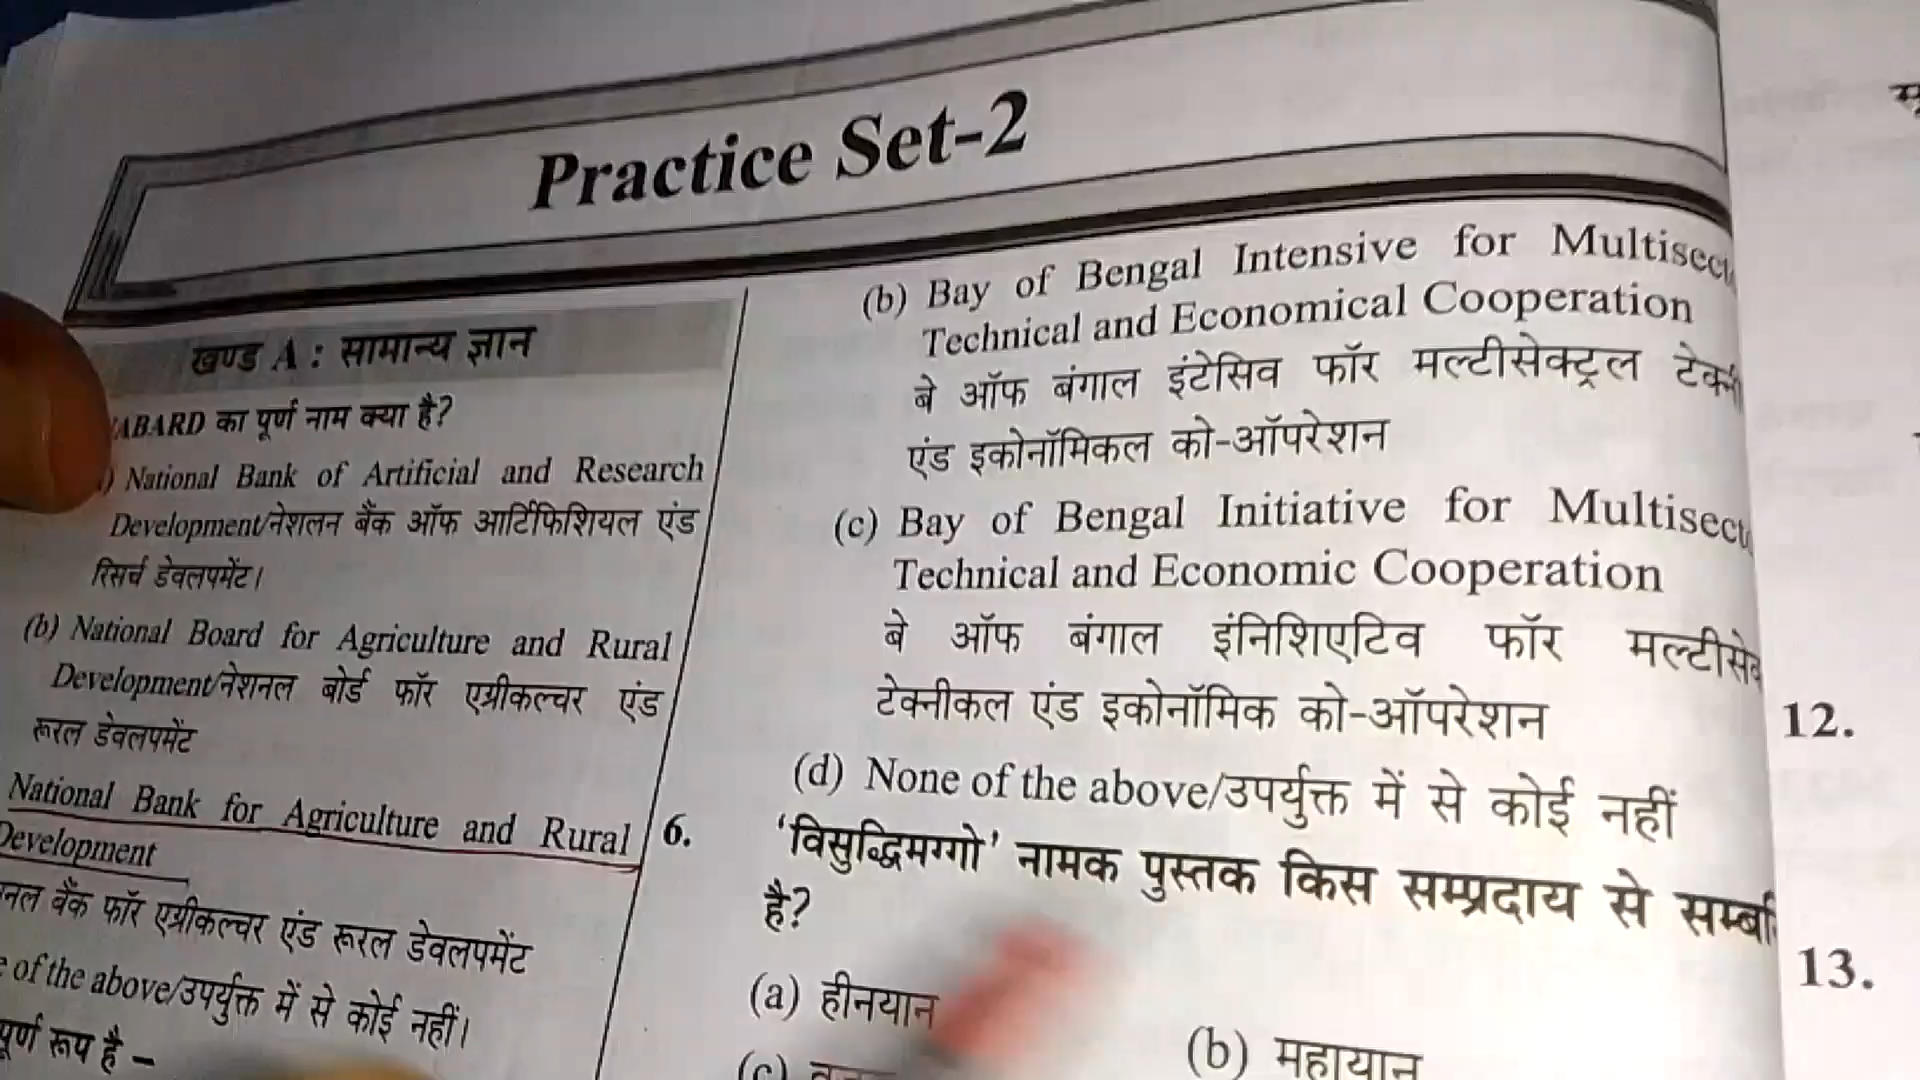 Practice Set-2
खण्ड A : सामान्य ज्ञान
ABARD का पूर्ण नाम क्या है?
) National Bank of Artificial and Research
Development/नेशलन बैंक ऑफ आर्टिफिशियल एंड
रिसर्च डेवलपमेंट।
(b) National Board for Agriculture and Rural
Development/नेशनल बोर्ड फॉर एग्रीकल्चर एंड
रूरल डेवलपमेंट
National Bank for Agriculture and Rural
Development
नल बैंक फॉर एग्रीकल्चर एंड रूरल डेवलपमेंट
of the above/उपर्युक्त में से कोई नहीं।
पूर्ण रूप है –
(b) Bay of Bengal Intensive for Multisect
Technical and Economical Cooperation
बे ऑफ बंगाल इंटेसिव फॉर मल्टीसेक्ट्रल टेक्नी
एंड इकोनॉमिकल को-ऑपरेशन
(c) Bay of Bengal Initiative for Multisect
Technical and Economic Cooperation
बे ऑफ बंगाल इंनिशिएटिव फॉर मल्टीसे
टेक्नीकल एंड इकोनॉमिक को-ऑपरेशन
(d) None of the above/उपर्युक्त में से कोई नहीं
6. ‘विसुद्धिमग्गो’ नामक पुस्तक किस सम्प्रदाय से सम्बं
है?
(a) हीनयान
(b) महायान
(c)
12.
13.